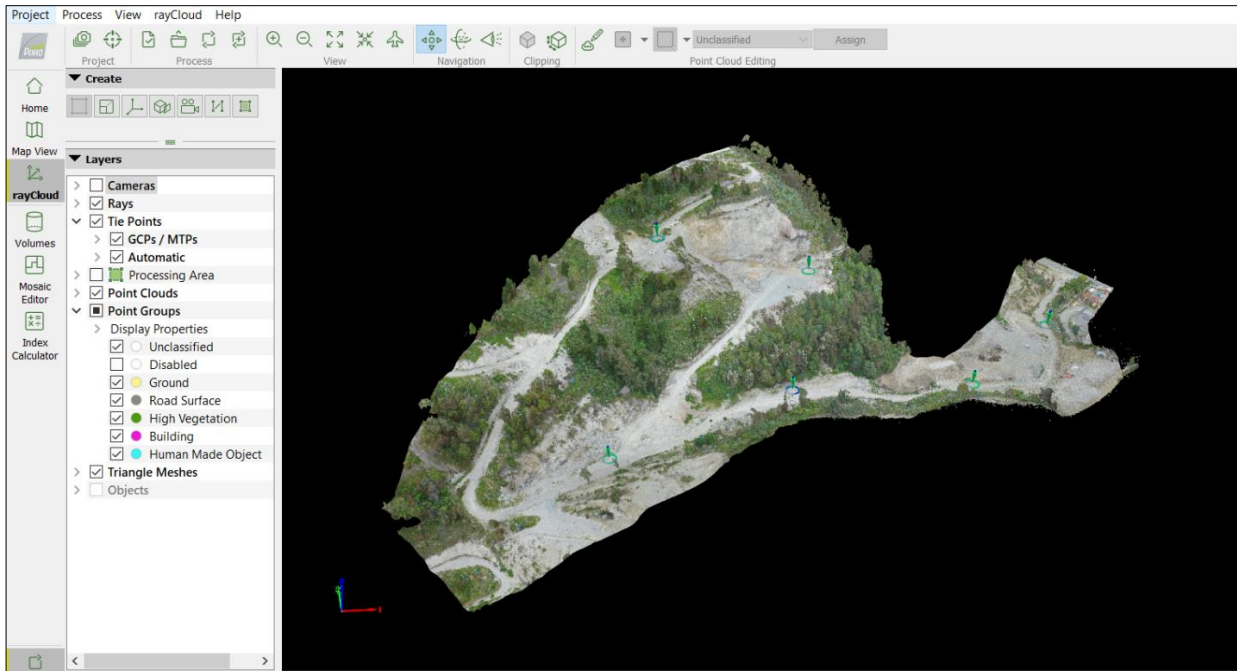 Project Process View rayCloud Help
PIX4D
Project Process View Navigation Clipping Point Cloud Editing
Unclassified Assign
Home
Map View
rayCloud
Volumes
Mosaic
Editor
Index
Calculator
Create
Layers
Cameras
Rays
Tie Points
GCPs / MTPs
Automatic
Processing Area
Point Clouds
Point Groups
Display Properties
Unclassified
Disabled
Ground
Road Surface
High Vegetation
Building
Human Made Object
Triangle Meshes
Objects